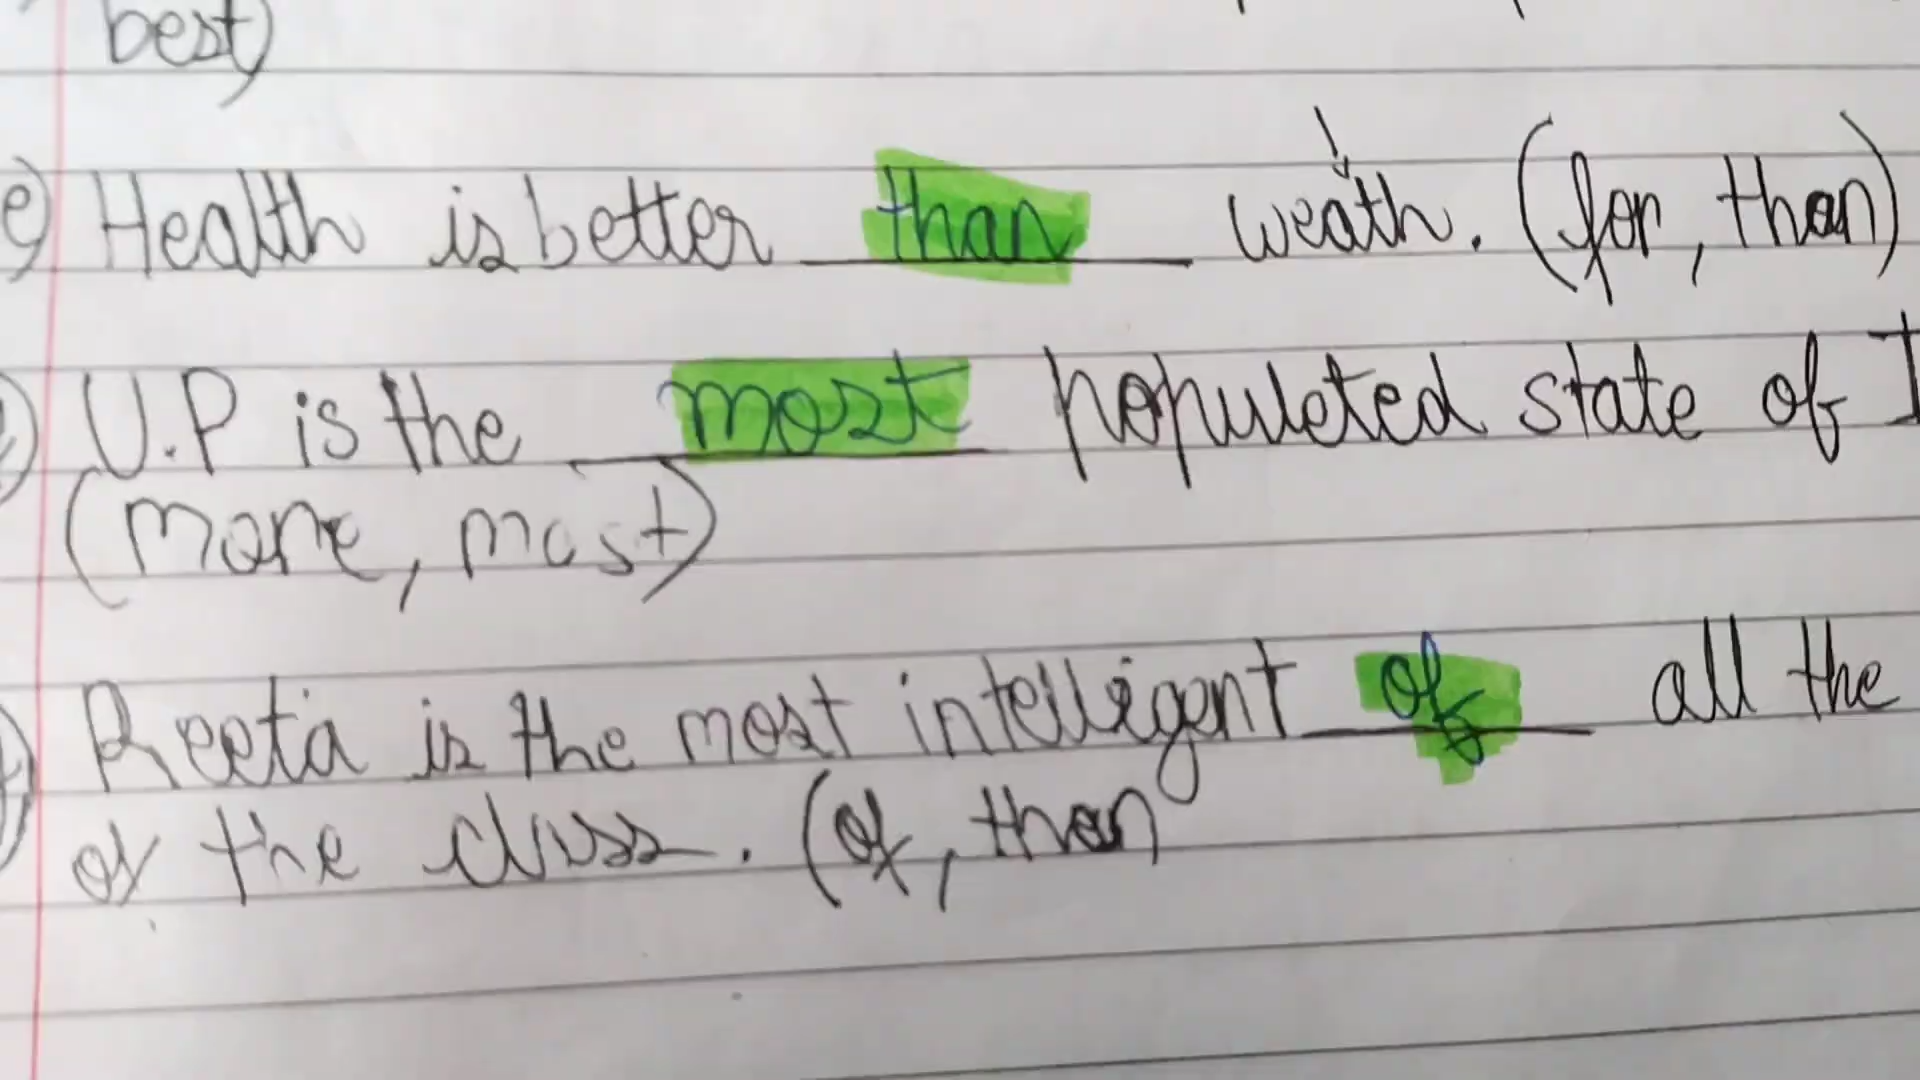 best)
e) Health is better than wealth. (for, than)
U.P is the most populeted state of I
(more, most)
Reeta is the most intelligent of all the
of the class. (of, than